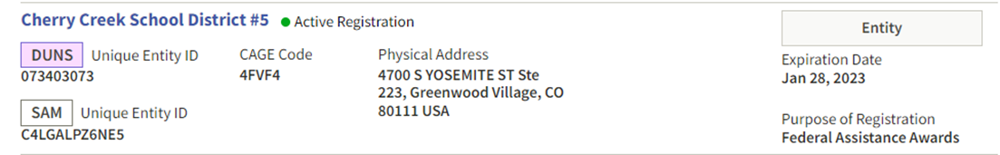 Cherry Creek School District #5 Active Registration
Entity
DUNS Unique Entity ID
073403073
SAM Unique Entity ID
C4LGALPZ6NE5
CAGE Code
4FVF4
Physical Address
4700 S YOSEMITE ST Ste
223, Greenwood Village, CO
80111 USA
Expiration Date
Jan 28, 2023
Purpose of Registration
Federal Assistance Awards